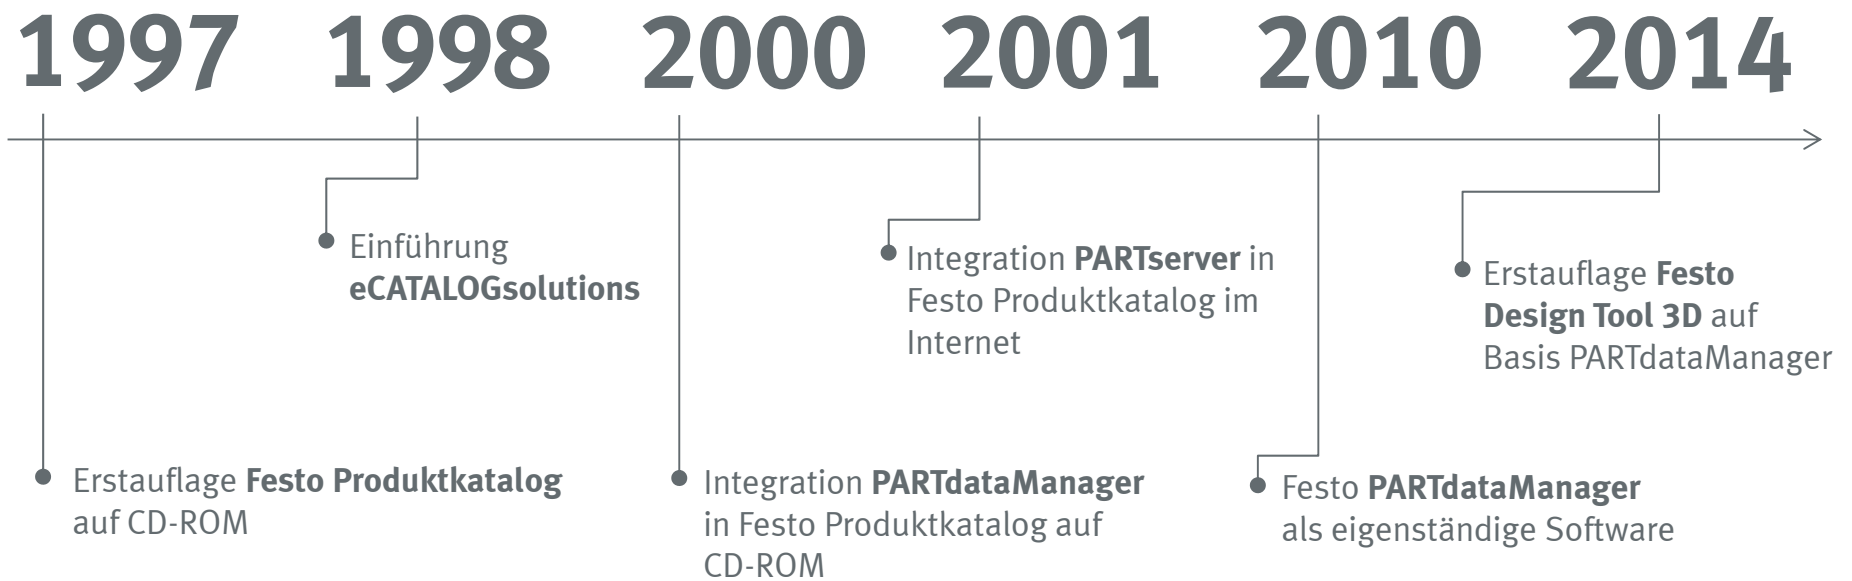 1997 1998 2000 2001 2010 2014
Einführung
eCATALOGsolutions
Integration PARTserver in
Festo Produktkatalog im
Internet
Erstauflage Festo
Design Tool 3D auf
Basis PARTdataManager
Erstauflage Festo Produktkatalog
auf CD-ROM
Integration PARTdataManager
in Festo Produktkatalog auf
CD-ROM
Festo PARTdataManager
als eigenständige Software